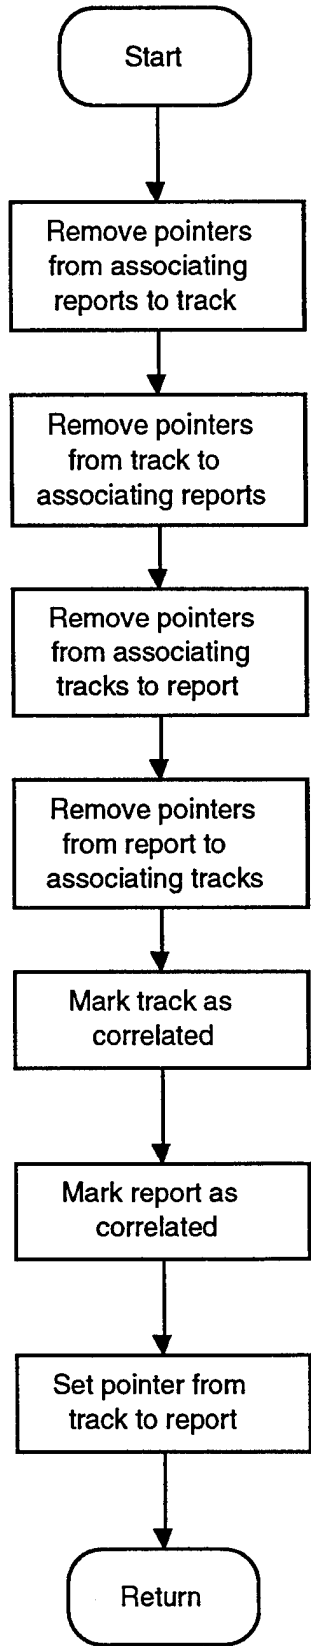 Start
Remove pointers
from associating
reports to track
Remove pointers
from track to
associating reports
Remove pointers
from associating
tracks to report
Remove pointers
from report to
associating tracks
Mark track as
correlated
Mark report as
correlated
Set pointer from
track to report
Return